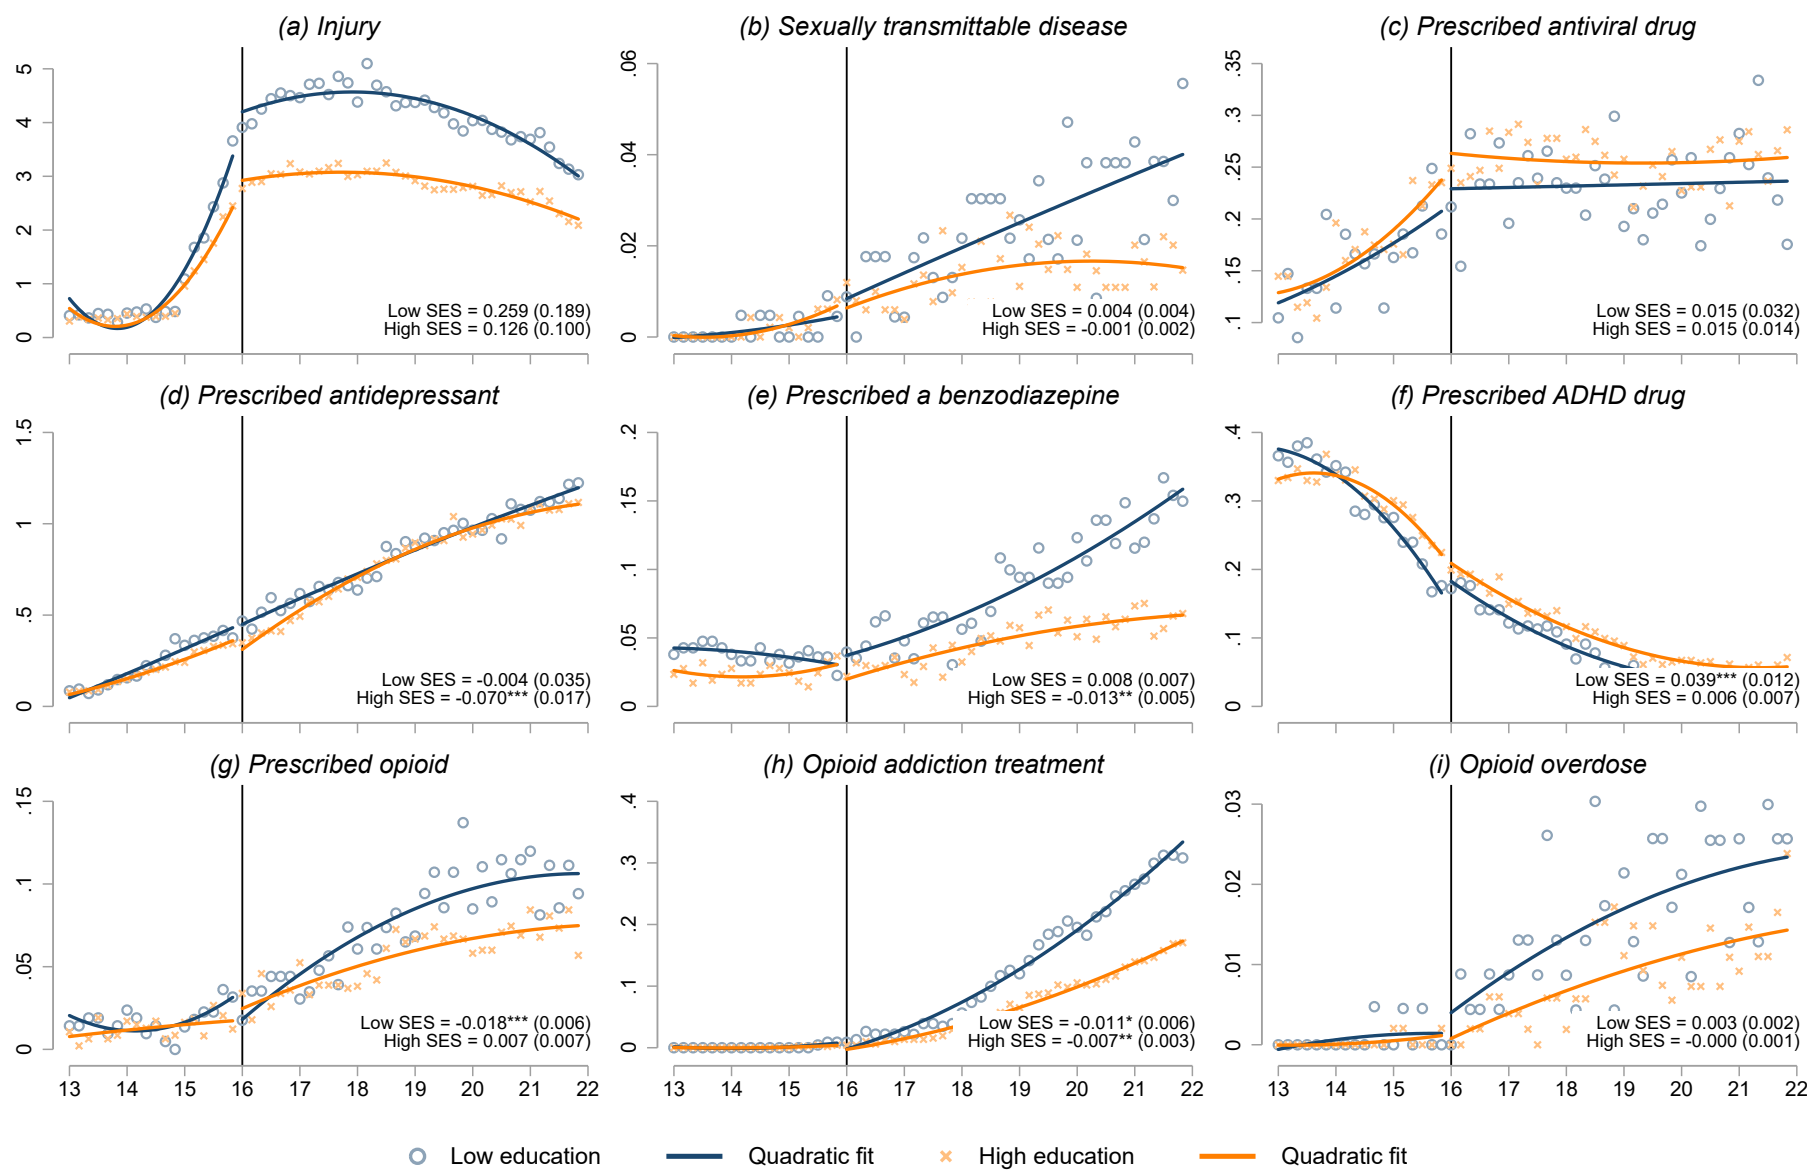 (a) Injury
(b) Sexually transmittable disease
(c) Prescribed antiviral drug
5
4
3
2
1
0
Low SES = 0.259 (0.189)
High SES = 0.126 (0.100)
.06
.04
.02
0
Low SES = 0.004 (0.004)
High SES = -0.001 (0.002)
.35
.3
.25
.2
.15
.1
Low SES = 0.015 (0.032)
High SES = 0.015 (0.014)
(d) Prescribed antidepressant
(e) Prescribed a benzodiazepine
(f) Prescribed ADHD drug
1.5
1
.5
0
Low SES = -0.004 (0.035)
High SES = -0.070*** (0.017)
.2
.15
.1
.05
0
Low SES = 0.008 (0.007)
High SES = -0.013** (0.005)
.4
.3
.2
.1
0
Low SES = 0.039*** (0.012)
High SES = 0.006 (0.007)
(g) Prescribed opioid
(h) Opioid addiction treatment
(i) Opioid overdose
.15
.1
.05
0
Low SES = -0.018*** (0.006)
High SES = 0.007 (0.007)
.4
.3
.2
.1
0
Low SES = -0.011* (0.006)
High SES = -0.007** (0.003)
.03
.02
.01
0
Low SES = 0.003 (0.002)
High SES = -0.000 (0.001)
13 14 15 16 17 18 19 20 21 22
13 14 15 16 17 18 19 20 21 22
13 14 15 16 17 18 19 20 21 22
Low education Quadratic fit High education Quadratic fit